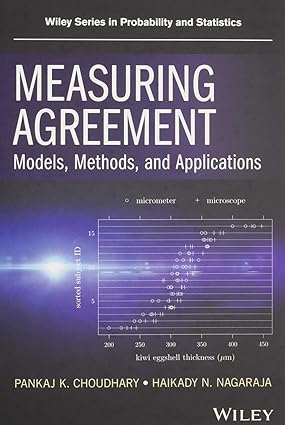 Wiley Series in Probability and Statistics
MEASURING
AGREEMENT
Models, Methods, and Applications
micrometer + microscope
sorted subject ID
15
5
200 250 300 350 400 450
kiwi eggshell thickness (μm)
PANKAJ K. CHOUDHARY • HAIKADY N. NAGARAJA
WILEY